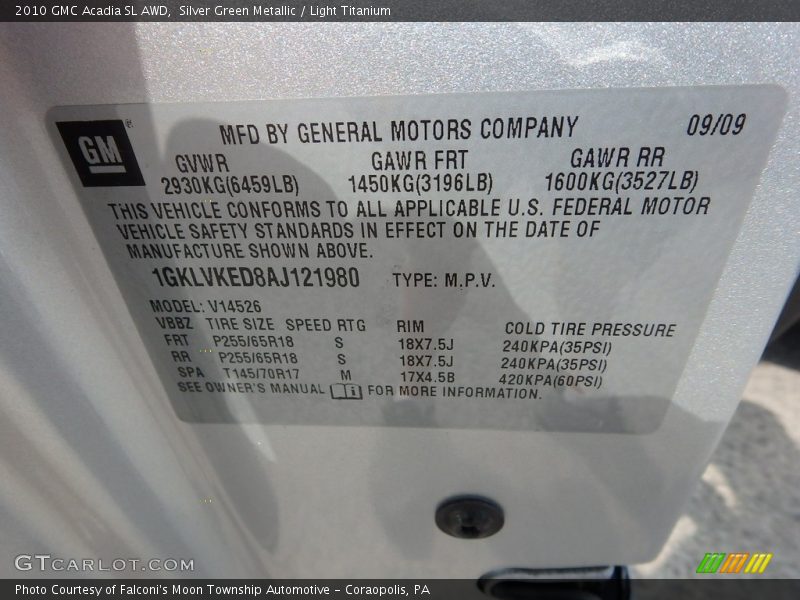 2010 GMC Acadia SL AWD,  Silver Green Metallic / Light Titanium
GM
MFD BY GENERAL MOTORS COMPANY 09/09
GVWR GAWR FRT GAWR RR
2930KG(6459LB) 1450KG(3196LB) 1600KG(3527LB)
THIS VEHICLE CONFORMS TO ALL APPLICABLE U.S. FEDERAL MOTOR
VEHICLE SAFETY STANDARDS IN EFFECT ON THE DATE OF
MANUFACTURE SHOWN ABOVE.
1GKLVKED8AJ121980 TYPE: M.P.V.
MODEL: V14526
VBBZ TIRE SIZE SPEED RTG RIM COLD TIRE PRESSURE
FRT P255/65R18 S 18X7.5J 240KPA(35PSI)
RR P255/65R18 S 18X7.5J 240KPA(35PSI)
SPA T145/70R17 M 17X4.5B 420KPA(60PSI)
SEE OWNER'S MANUAL FOR MORE INFORMATION.
GTCARLOT.COM
Photo Courtesy of Falconi's Moon Township Automotive - Coraopolis, PA